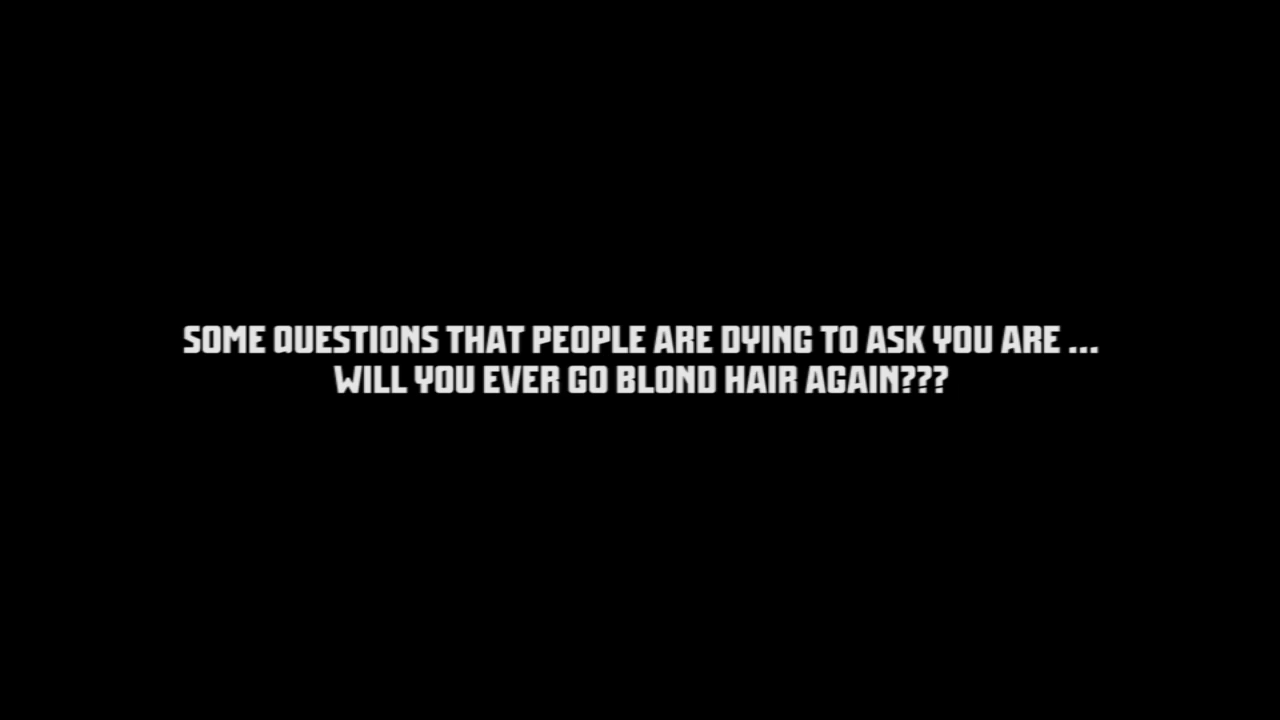 SOME QUESTIONS THAT PEOPLE ARE DYING TO ASK YOU ARE ...
WILL YOU EVER GO BLOND HAIR AGAIN???